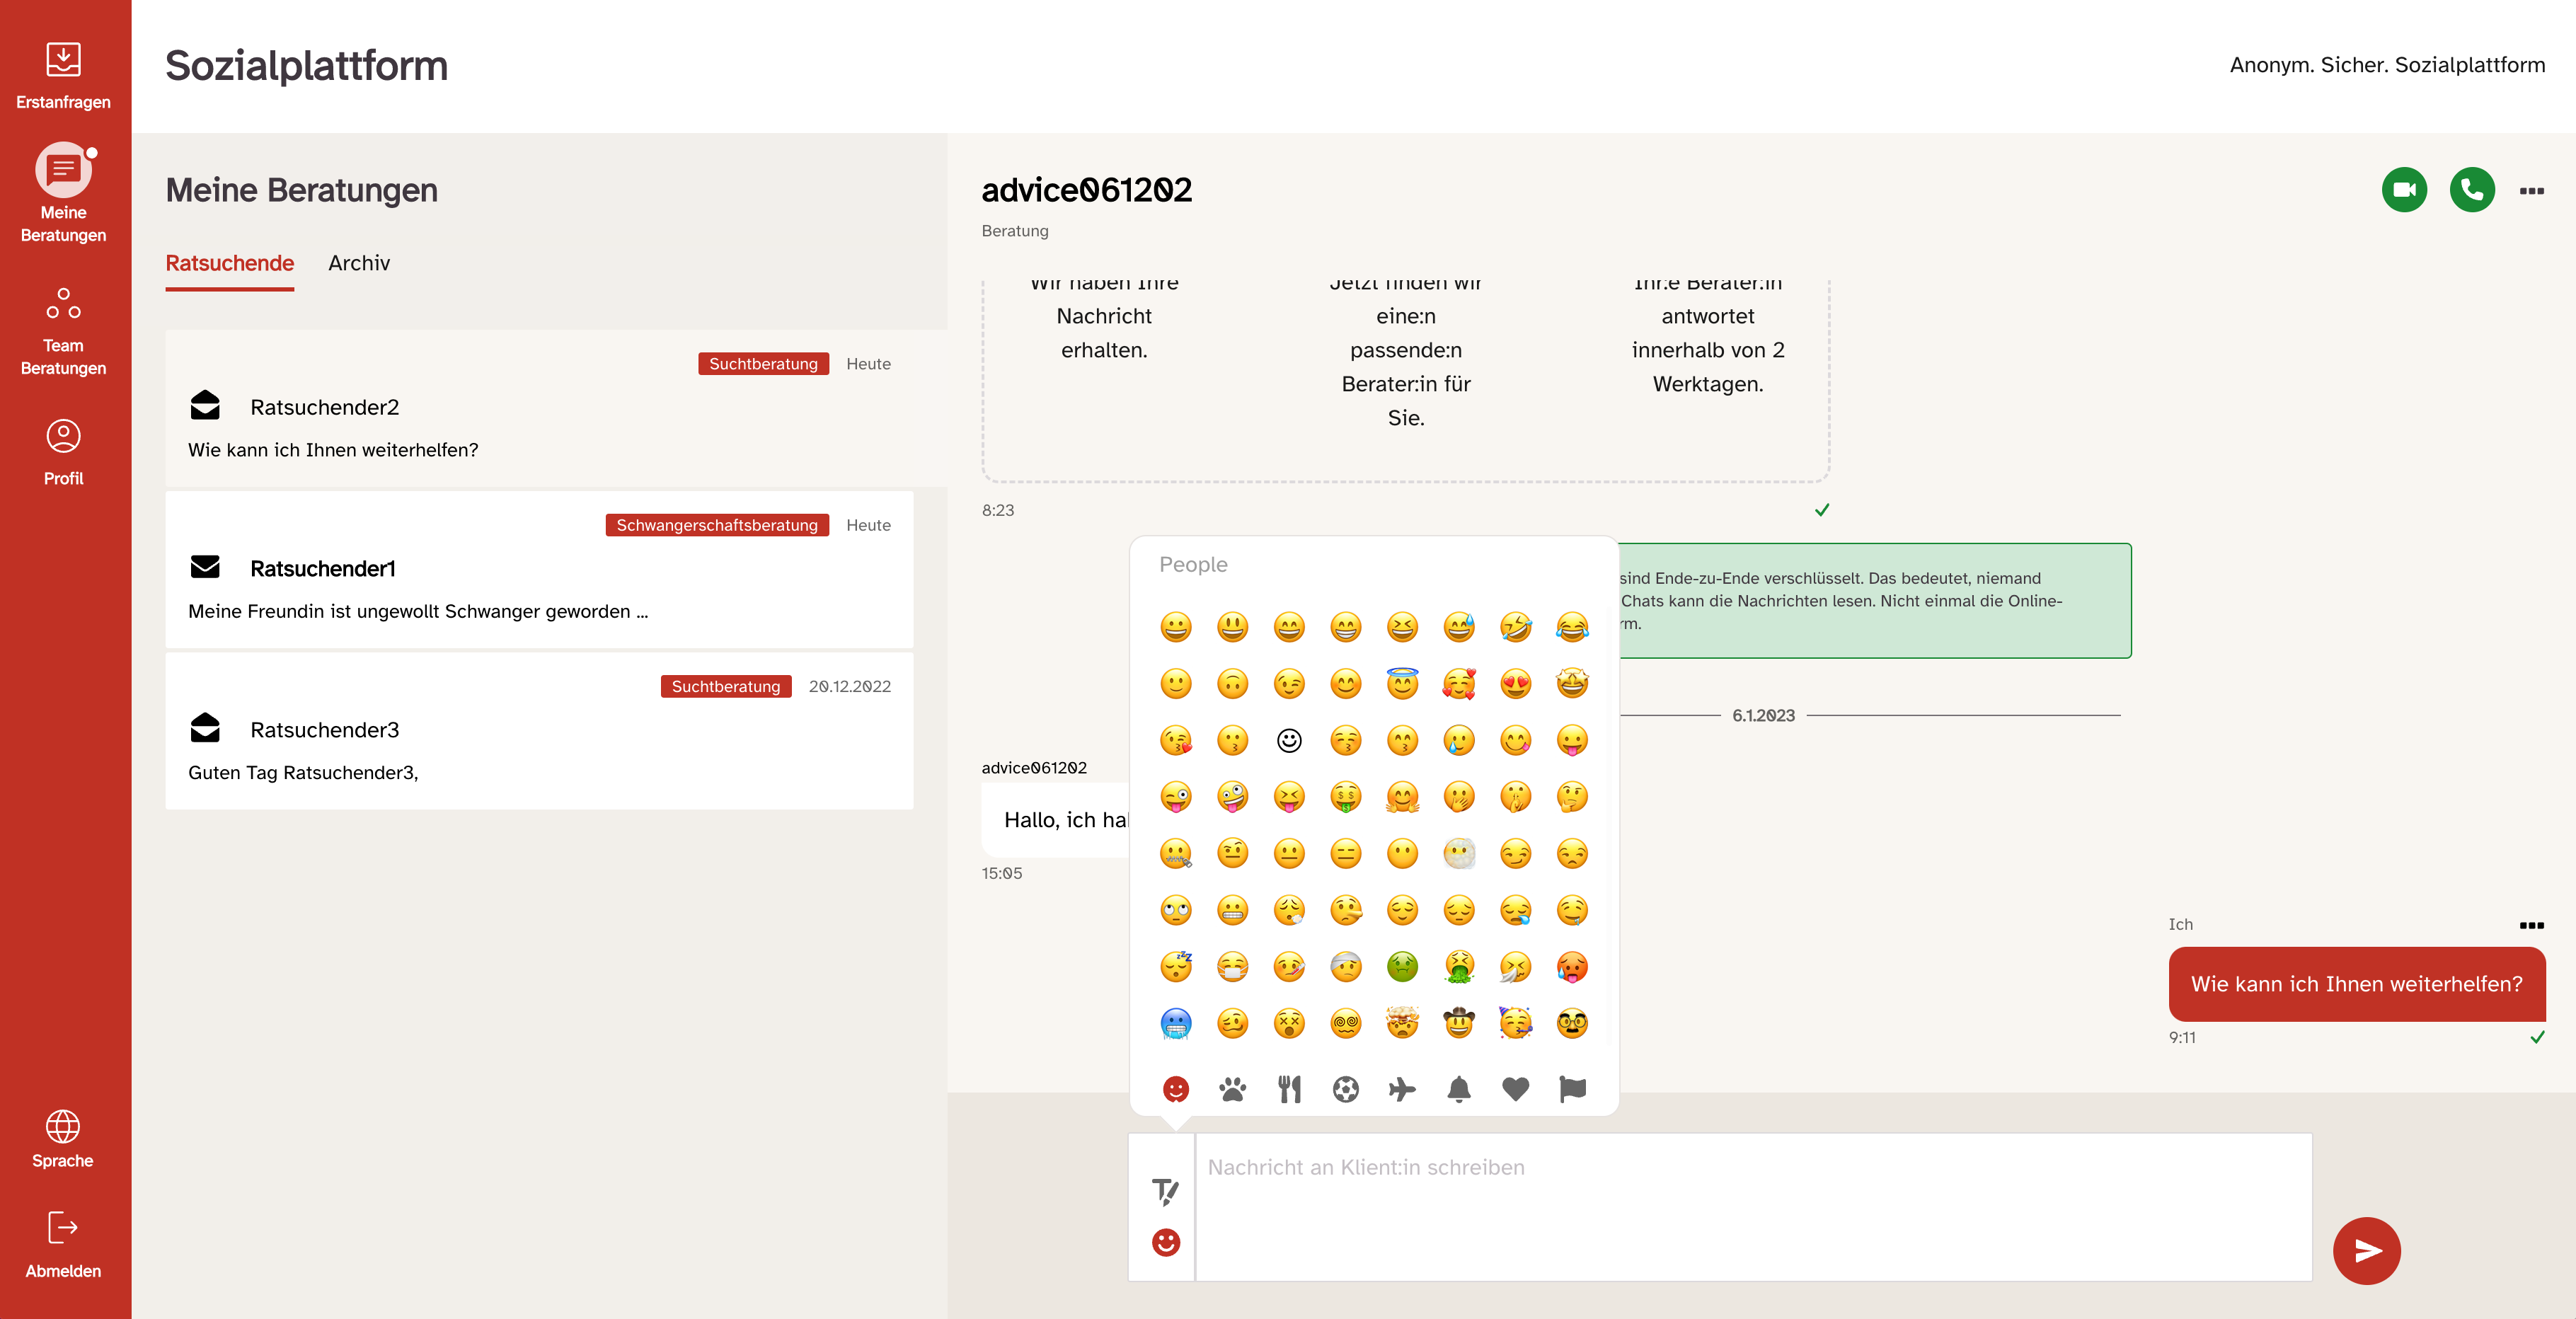 Erstanfragen
Meine
Beratungen
Team
Beratungen
Profil
Sprache
Abmelden
Sozialplattform
Anonym. Sicher. Sozialplattform
Meine Beratungen
Ratsuchende
Archiv
Suchtberatung
Heute
Ratsuchender2
Wie kann ich Ihnen weiterhelfen?
Schwangerschaftsberatung
Heute
Ratsuchender1
Meine Freundin ist ungewollt Schwanger geworden ...
Suchtberatung
20.12.2022
Ratsuchender3
Guten Tag Ratsuchender3,
advice061202
Beratung
Wir haben Ihre
Nachricht
erhalten.
Jetzt finden wir
eine:n
passende:n
Berater:in für
Sie.
Ihr:e Berater:in
antwortet
innerhalb von 2
Werktagen.
8:23
sind Ende-zu-Ende verschlüsselt. Das bedeutet, niemand
Chats kann die Nachrichten lesen. Nicht einmal die Online-
rm.
6.1.2023
advice061202
Hallo, ich ha
15:05
People
Ich
Wie kann ich Ihnen weiterhelfen?
9:11
Nachricht an Klient:in schreiben